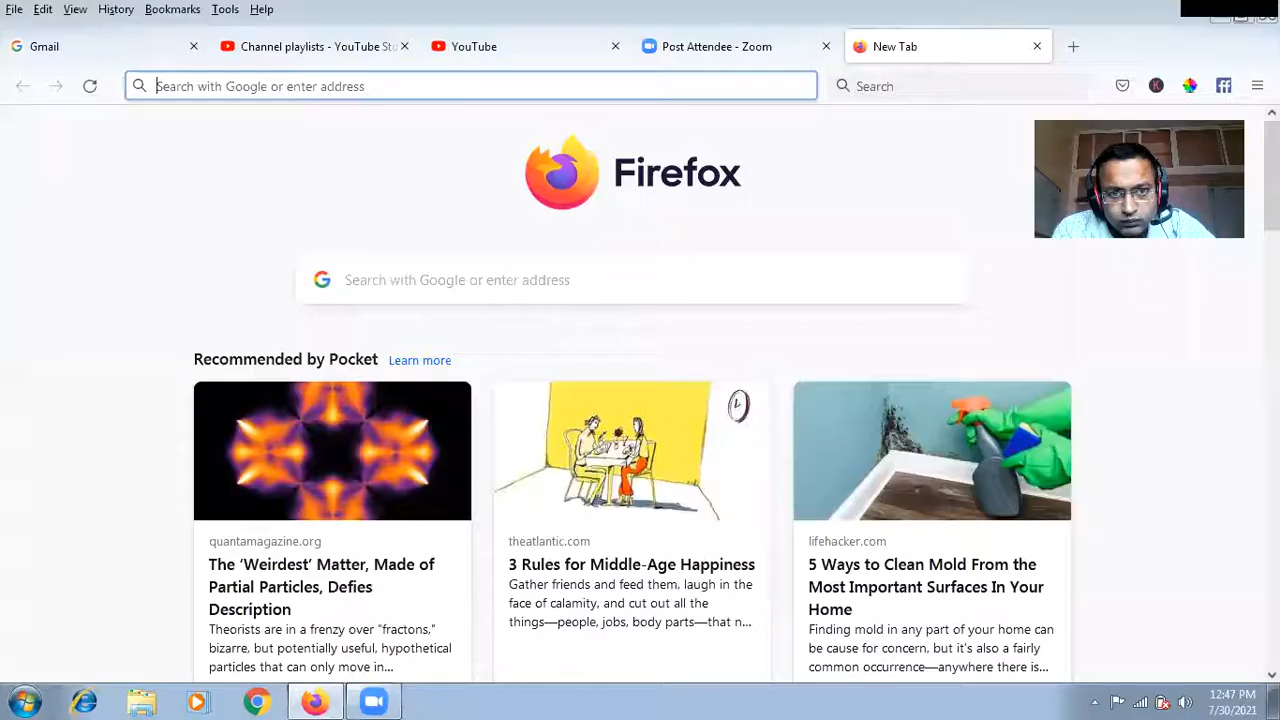 File Edit View History Bookmarks Tools Help
Gmail
Channel playlists - YouTube Stu
YouTube
Post Attendee - Zoom
New Tab
Search with Google or enter address
Search
Firefox
Search with Google or enter address
Recommended by Pocket Learn more
quantamagazine.org
The ‘Weirdest’ Matter, Made of
Partial Particles, Defies
Description
Theorists are in a frenzy over “fractons,”
bizarre, but potentially useful, hypothetical
particles that can only move in...
theatlantic.com
3 Rules for Middle-Age Happiness
Gather friends and feed them, laugh in the
face of calamity, and cut out all the
things—people, jobs, body parts—that n...
lifehacker.com
5 Ways to Clean Mold From the
Most Important Surfaces In Your
Home
Finding mold in any part of your home can
be cause for concern, but it's also a fairly
common occurrence—anywhere there is...
12:47 PM
7/30/2021